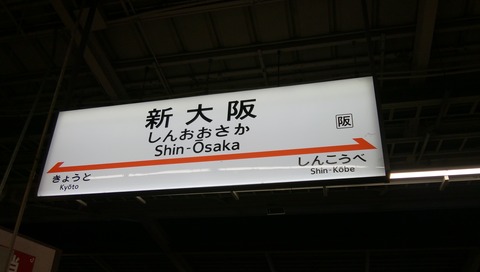 新大阪
しんおおさか
Shin-Ōsaka
阪
きょうと
Kyōto
しんこうべ
Shin-Kōbe